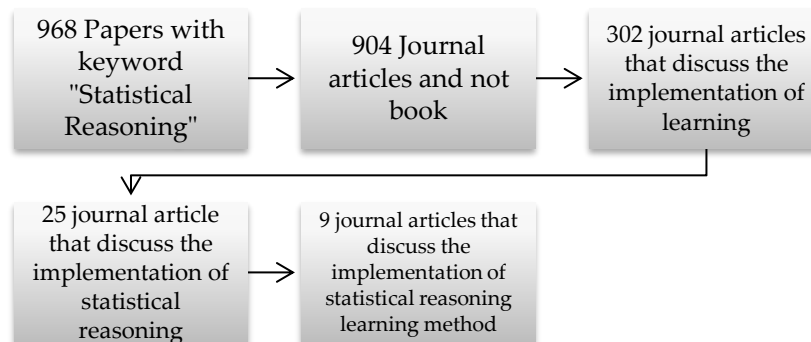 968 Papers with
keyword
"Statistical
Reasoning"
904 Journal
articles and not
book
302 journal articles
that discuss the
implementation of
learning
25 journal article
that discuss the
implementation of
statistical
reasoning
9 journal articles that
discuss the
implementation of
statistical reasoning
learning method